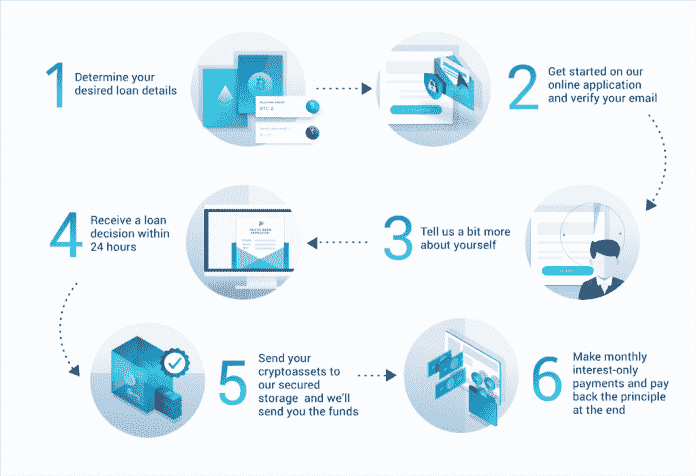 1
Determine your
desired loan details
2
Get started on our
online application
and verify your email
3
Tell us a bit more
about yourself
4
Receive a loan
decision within
24 hours
5
Send your
cryptoassets to
our secured
storage and we'll
send you the funds
6
Make monthly
interest-only
payments and pay
back the principle
at the end